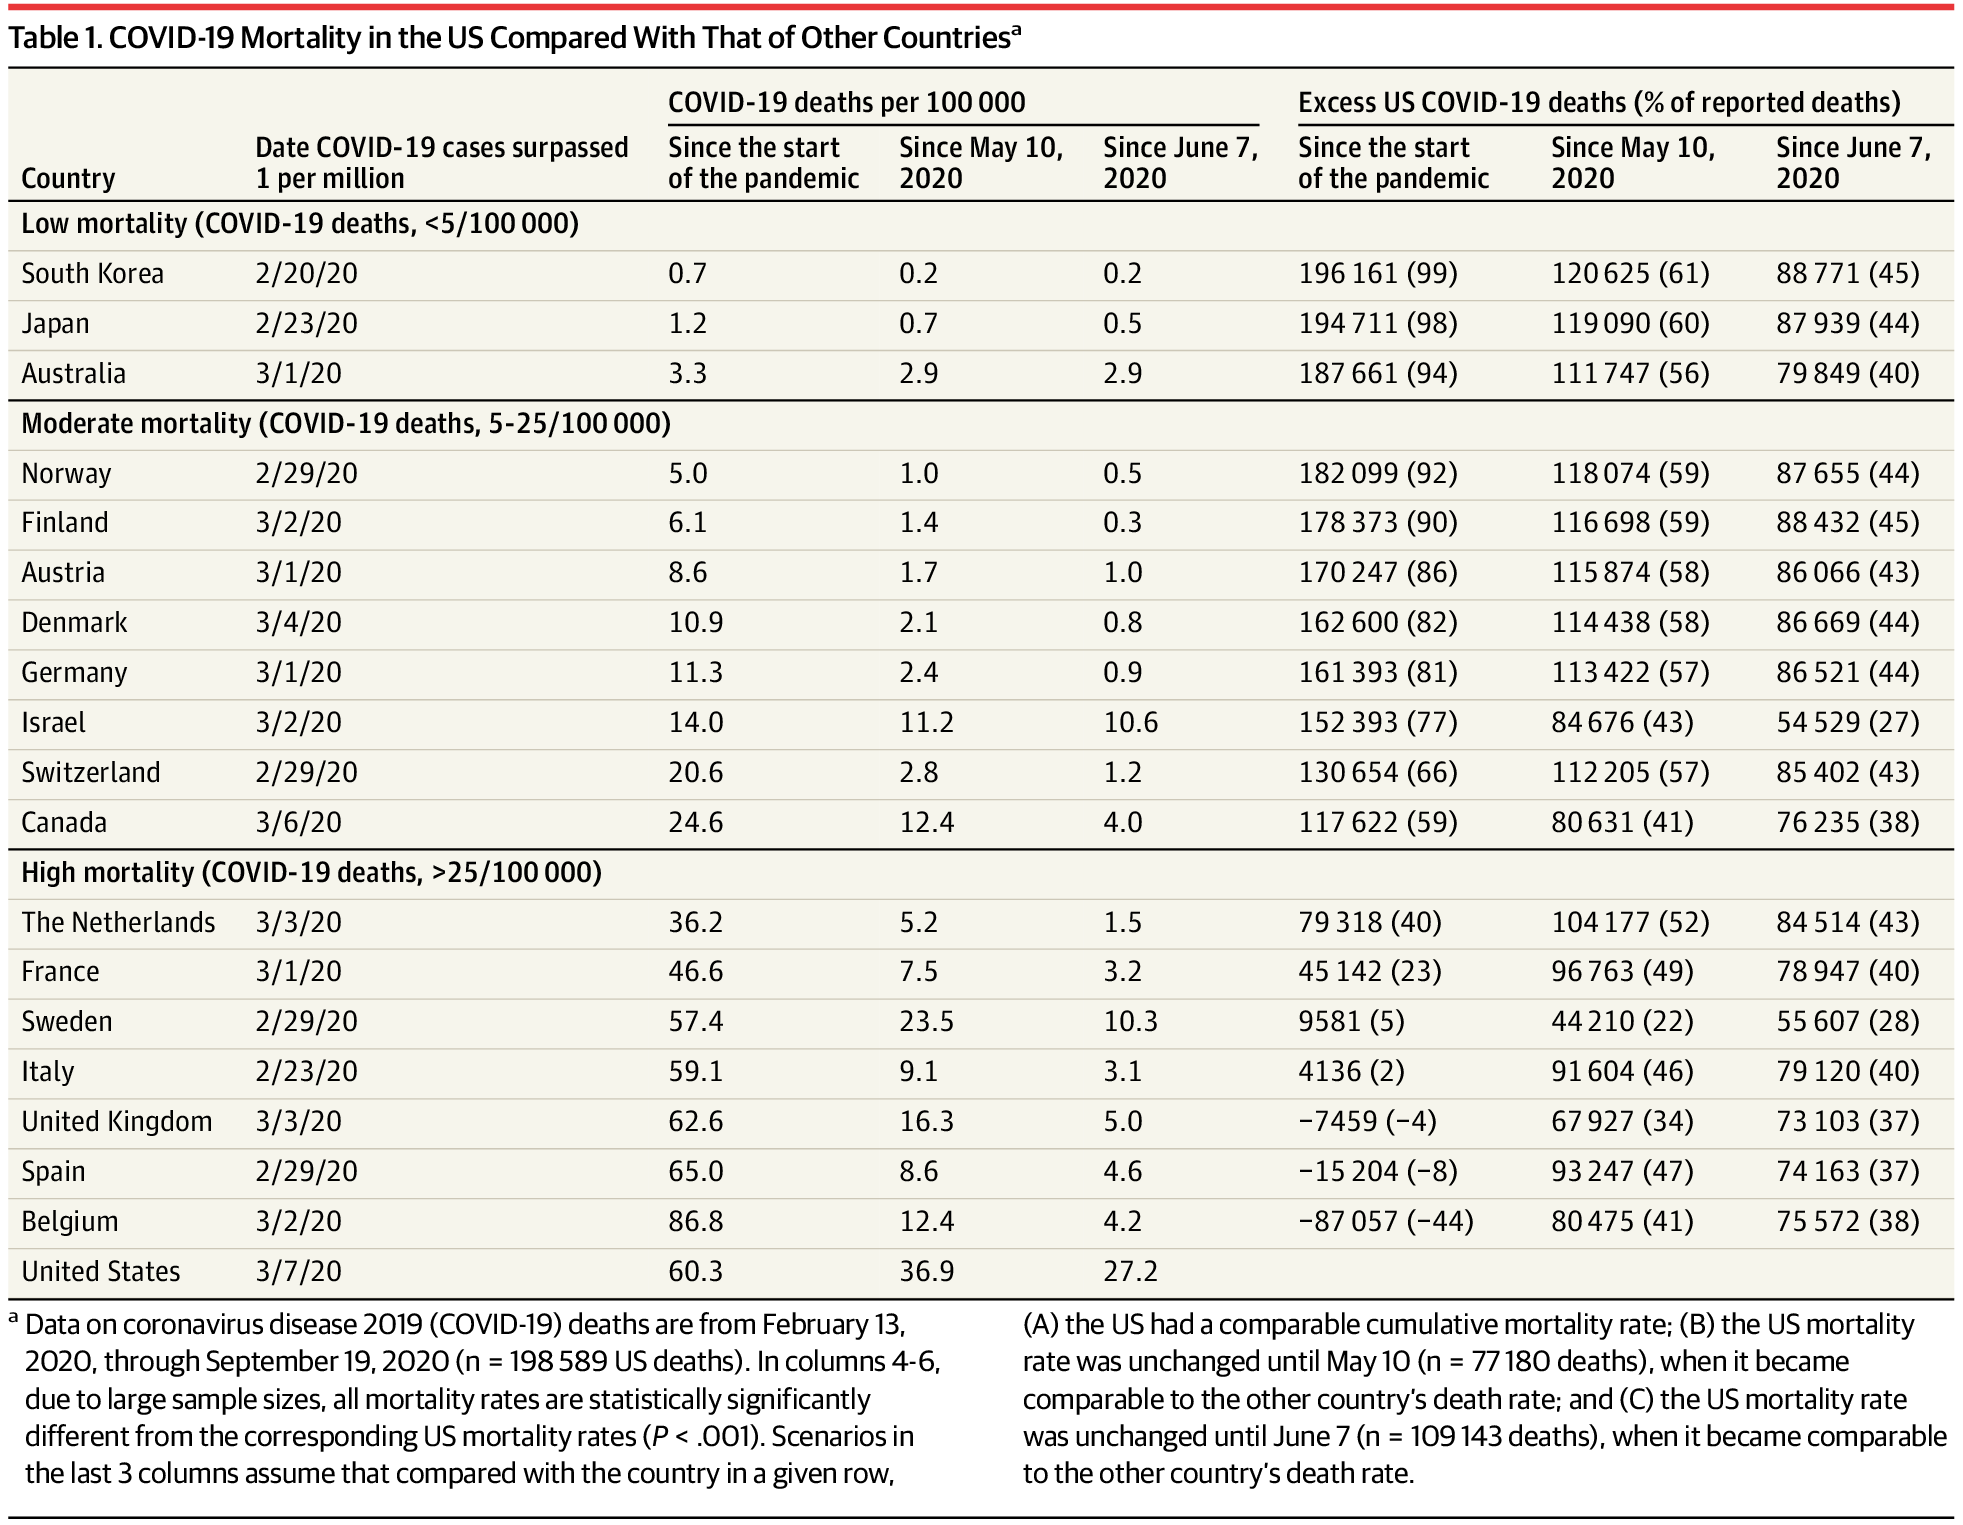 Table 1. COVID-19 Mortality in the US Compared With That of Other Countriesa
COVID-19 deaths per 100 000 Excess US COVID-19 deaths (% of reported deaths)
Country Date COVID-19 cases surpassed 1 per million Since the start of the pandemic Since May 10, 2020 Since June 7, 2020 Since the start of the pandemic Since May 10, 2020 Since June 7, 2020
Low mortality (COVID-19 deaths, <5/100 000)
South Korea 2/20/20 0.7 0.2 0.2 196 161 (99) 120 625 (61) 88 771 (45)
Japan 2/23/20 1.2 0.7 0.5 194 711 (98) 119 090 (60) 87 939 (44)
Australia 3/1/20 3.3 2.9 2.9 187 661 (94) 111 747 (56) 79 849 (40)
Moderate mortality (COVID-19 deaths, 5-25/100 000)
Norway 2/29/20 5.0 1.0 0.5 182 099 (92) 118 074 (59) 87 655 (44)
Finland 3/2/20 6.1 1.4 0.3 178 373 (90) 116 698 (59) 88 432 (45)
Austria 3/1/20 8.6 1.7 1.0 170 247 (86) 115 874 (58) 86 066 (43)
Denmark 3/4/20 10.9 2.1 0.8 162 600 (82) 114 438 (58) 86 669 (44)
Germany 3/1/20 11.3 2.4 0.9 161 393 (81) 113 422 (57) 86 521 (44)
Israel 3/2/20 14.0 11.2 10.6 152 393 (77) 84 676 (43) 54 529 (27)
Switzerland 2/29/20 20.6 2.8 1.2 130 654 (66) 112 205 (57) 85 402 (43)
Canada 3/6/20 24.6 12.4 4.0 117 622 (59) 80 631 (41) 76 235 (38)
High mortality (COVID-19 deaths, >25/100 000)
The Netherlands 3/3/20 36.2 5.2 1.5 79 318 (40) 104 177 (52) 84 514 (43)
France 3/1/20 46.6 7.5 3.2 45 142 (23) 96 763 (49) 78 947 (40)
Sweden 2/29/20 57.4 23.5 10.3 9581 (5) 44 210 (22) 55 607 (28)
Italy 2/23/20 59.1 9.1 3.1 4136 (2) 91 604 (46) 79 120 (40)
United Kingdom 3/3/20 62.6 16.3 5.0 −7459 (−4) 67 927 (34) 73 103 (37)
Spain 2/29/20 65.0 8.6 4.6 −15 204 (−8) 93 247 (47) 74 163 (37)
Belgium 3/2/20 86.8 12.4 4.2 −87 057 (−44) 80 475 (41) 75 572 (38)
United States 3/7/20 60.3 36.9 27.2
a Data on coronavirus disease 2019 (COVID-19) deaths are from February 13,
2020, through September 19, 2020 (n = 198 589 US deaths). In columns 4-6,
due to large sample sizes, all mortality rates are statistically significantly
different from the corresponding US mortality rates (P < .001). Scenarios in
the last 3 columns assume that compared with the country in a given row,
(A) the US had a comparable cumulative mortality rate; (B) the US mortality
rate was unchanged until May 10 (n = 77 180 deaths), when it became
comparable to the other country's death rate; and (C) the US mortality rate
was unchanged until June 7 (n = 109 143 deaths), when it became comparable
to the other country's death rate.